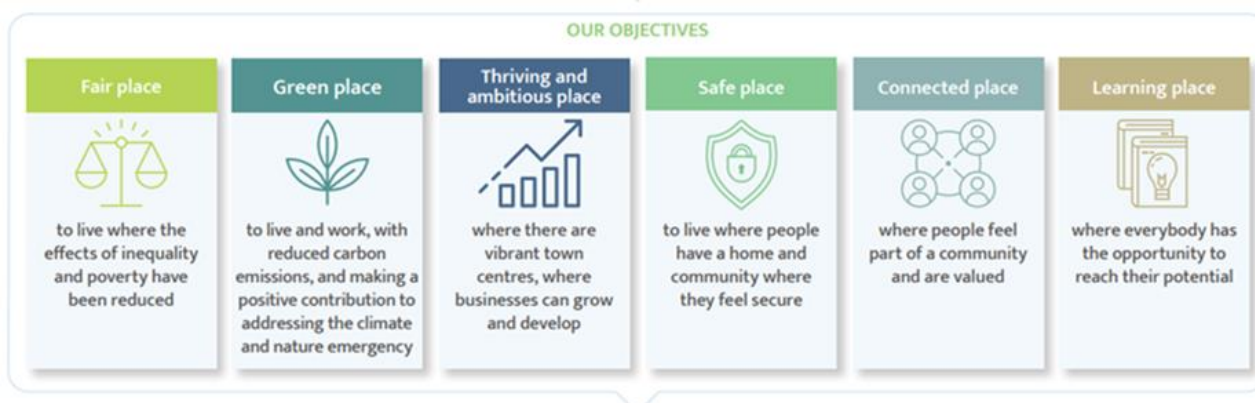 OUR OBJECTIVES
Fair place
to live where the
effects of inequality
and poverty have
been reduced
Green place
to live and work, with
reduced carbon
emissions, and making a
positive contribution to
addressing the climate
and nature emergency
Thriving and
ambitious place
where there are
vibrant town
centres, where
businesses can grow
and develop
Safe place
to live where people
have a home and
community where
they feel secure
Connected place
where people feel
part of a community
and are valued
Learning place
where everybody has
the opportunity to
reach their potential